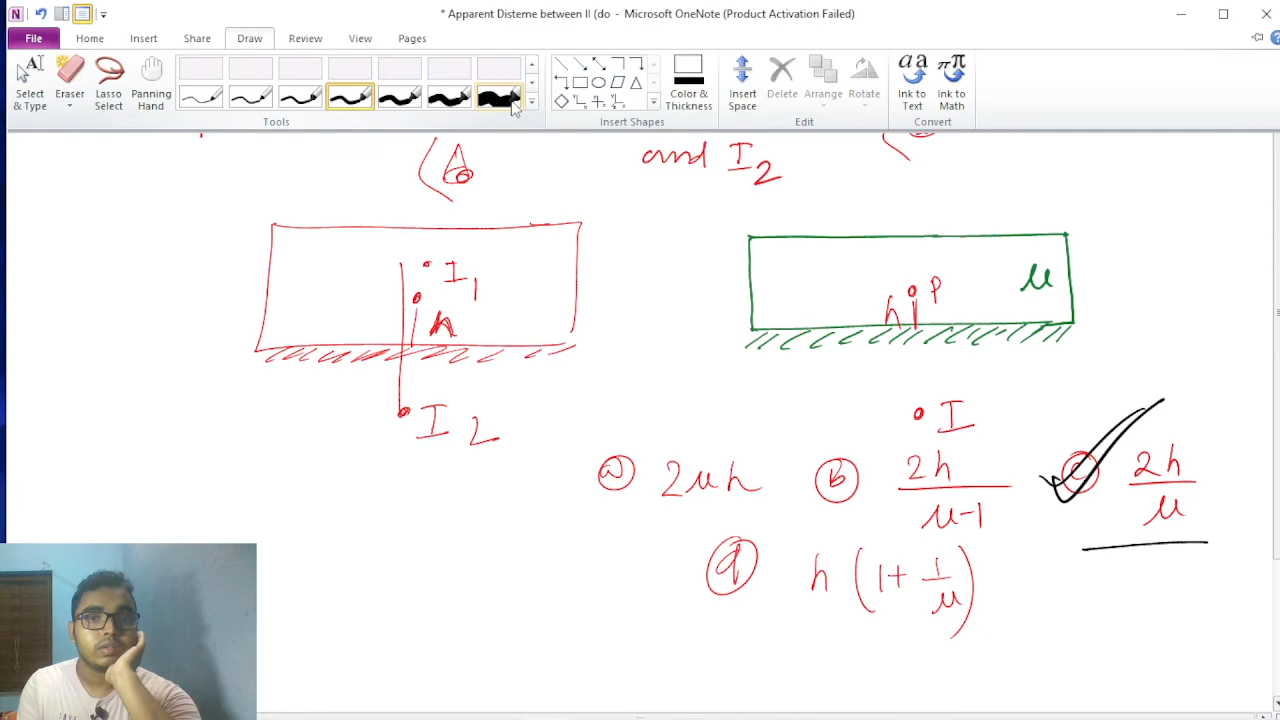 * Apparent Disteme between II (do - Microsoft OneNote (Product Activation Failed)
File Home Insert Share Draw Review View Pages
Select & Type Eraser Lasso Select Panning Hand Color & Thickness Insert Space Delete Arrange Rotate Ink to Text Ink to Math
Tools Insert Shapes Edit Convert
and I2
I1
h
I2
μ
P
h
I
(a) 2μh (b) 2h/μ-1 (c) 2h/μ
(d) h (1 + 1/μ)
JAVA